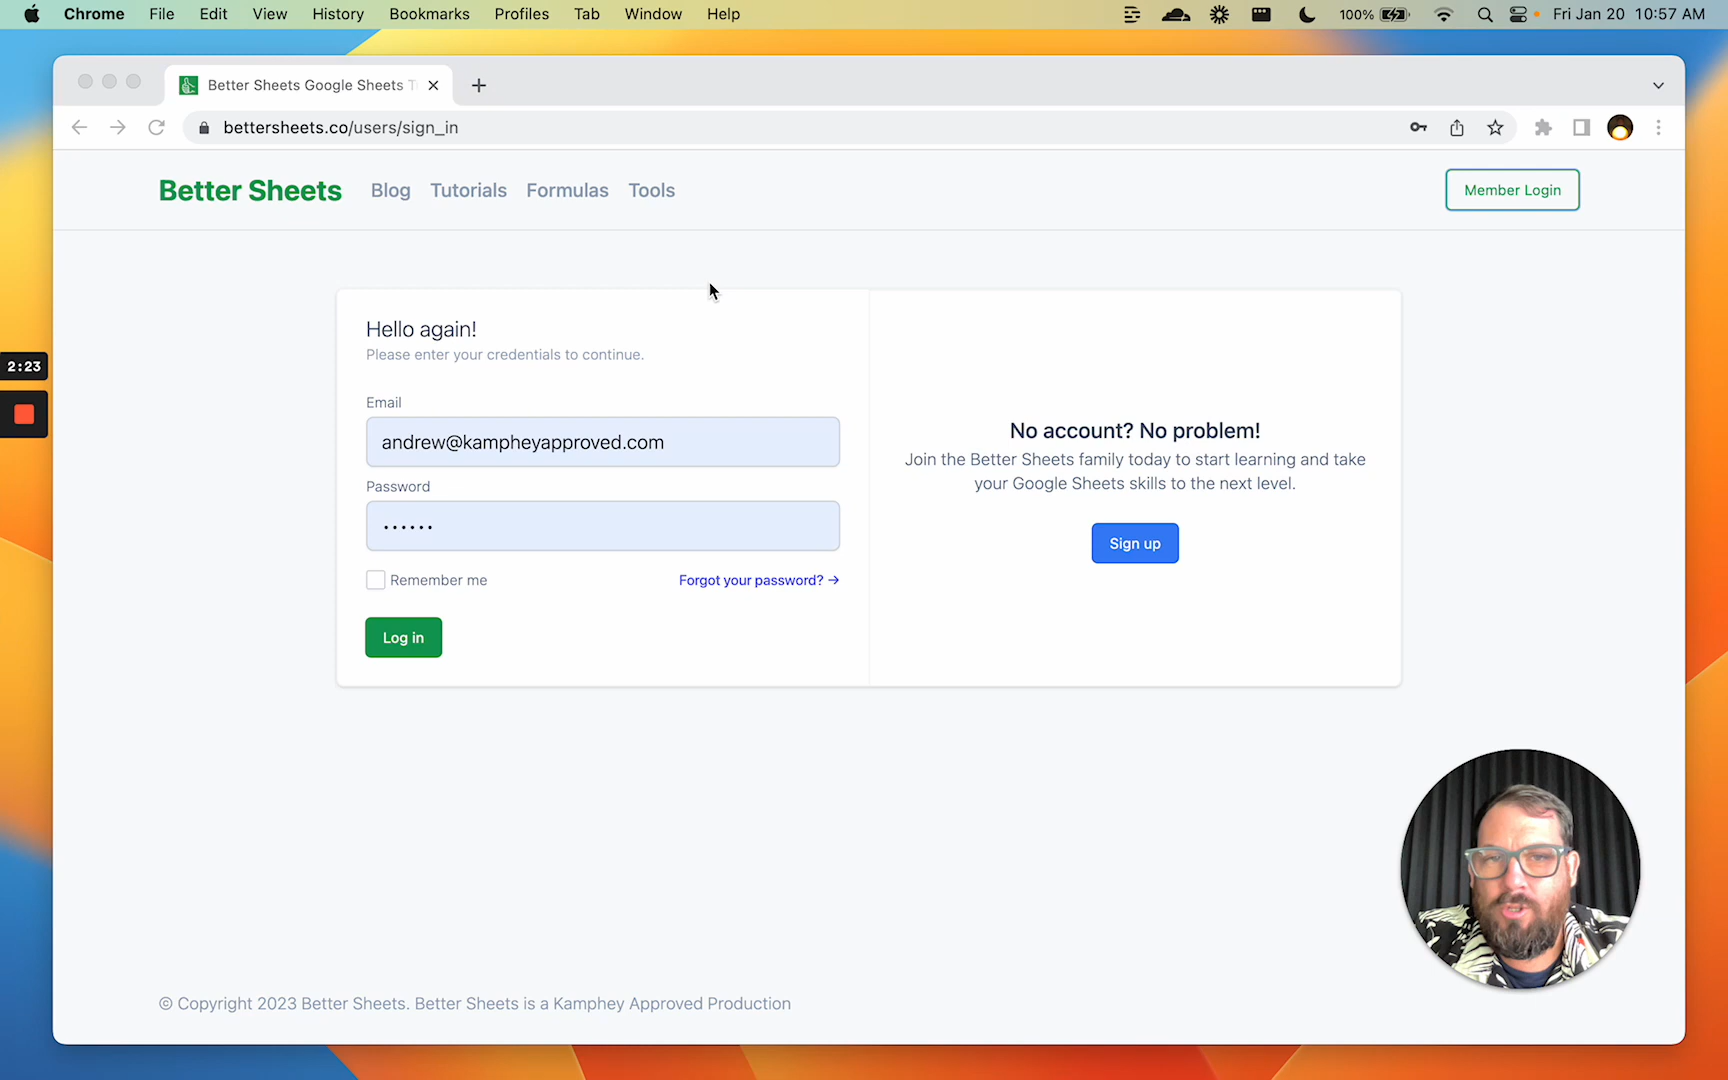 Chrome File Edit View History Bookmarks Profiles Tab Window Help 100% Fri Jan 20 10:57 AM
Better Sheets Google Sheets T
bettersheets.co/users/sign_in
Better Sheets Blog Tutorials Formulas Tools Member Login
2:23
Hello again!
Please enter your credentials to continue.
Email
andrew@kampheyapproved.com
Password
••••••
Remember me Forgot your password? →
Log in
No account? No problem!
Join the Better Sheets family today to start learning and take
your Google Sheets skills to the next level.
Sign up
© Copyright 2023 Better Sheets. Better Sheets is a Kamphey Approved Production